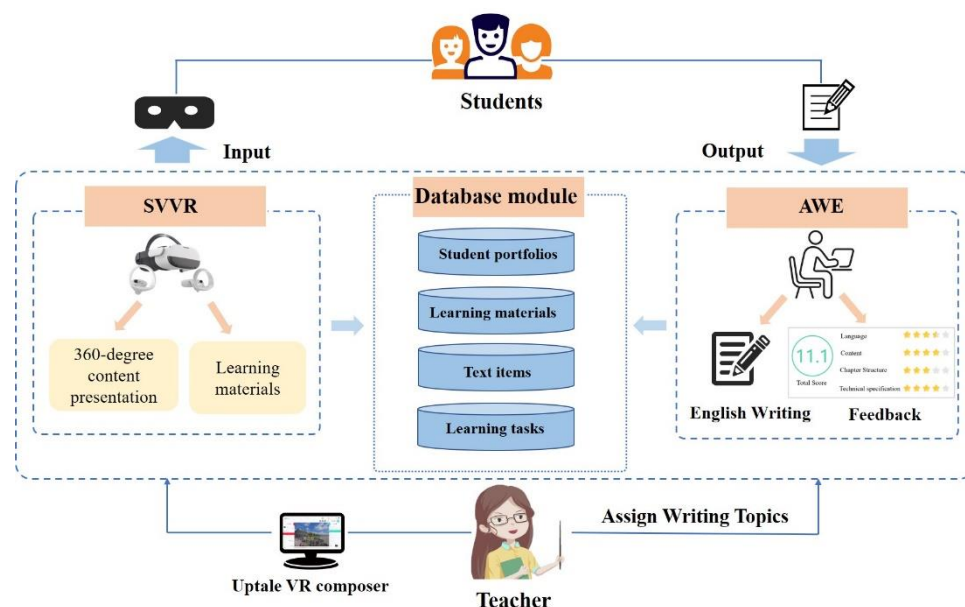 Students
Input
Output
SVVR
360-degree
content
presentation
Learning
materials
Database module
Student portfolios
Learning materials
Text items
Learning tasks
AWE
English Writing
11.1
Total Score
Language
Content
Chapter Structure
Technical specification
Feedback
Uptale VR composer
Teacher
Assign Writing Topics